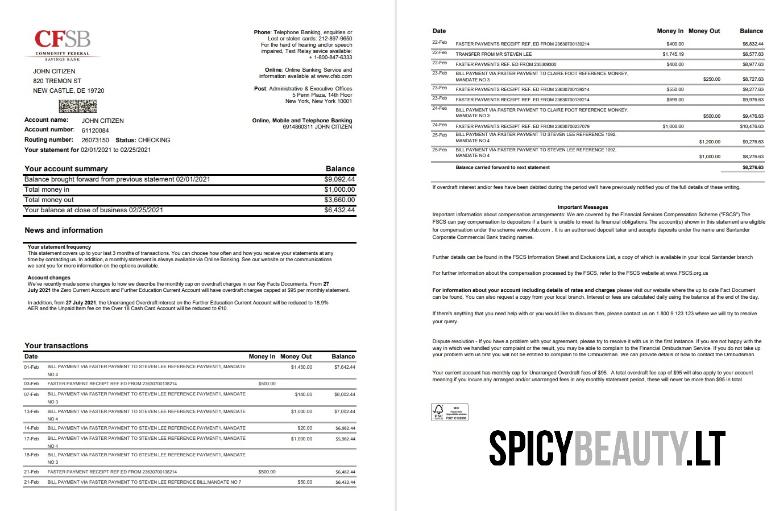 CFSB
COMMUNITY FEDERAL
SAVINGS BANK
JOHN CITIZEN
820 TREMON ST
NEW CASTLE, DE 19720
Account name: JOHN CITIZEN
Account number: 61120084
Routing number: 26073150 Status: CHECKING
Your statement for 02/01/2021 to 02/25/2021
Phone: Telephone Banking, enquiries or
Lost or stolen cards: 212-897-9650
For the hard of hearing and/or speech
impaired, Text Relay service available:
+ 1-800-847-6333
Online: Online Banking Service and
information available at www.cfsb.com
Post: Administrative & Executive Offices
5 Penn Plaza, 14th Floor
New York, New York 10001
Online, Mobile and Telephone Banking
6914860311 JOHN CITIZEN
Your account summary Balance
Balance brought forward from previous statement 02/01/2021 $9,092.44
Total money in $1,000.00
Total money out $3,660.00
Your balance at close of business 02/25/2021 $6,432.44
News and information
Your statement frequency
This statement covers up to your last 3 months of transactions. You can choose how often and how you receive your statements at any
time by contacting us. In addition, a monthly statement is always available via Online Banking. See our website or the communications
we sent you for more information on the options available.
Account changes
We've recently made some changes to how we describe the monthly cap on overdraft charges in our Key Facts Documents. From 27
July 2021 the Zero Current Account and Further Education Current Account will have overdraft charges capped at $95 per monthly statement.
In addition, from 27 July 2021, the Unarranged Overdraft interest on the Further Education Current Account will be reduced to 18.9%
AER and the Unpaid Item fee on the Over 18 Cash Card Account will be reduced to €10.
Your transactions
Date Money In Money Out Balance
01-Feb BILL PAYMENT VIA FASTER PAYMENT TO STEVEN LEE REFERENCE PAYMENT1, MANDATE $1,450.00 $7,642.44
NO 2
03-Feb FASTER PAYMENT RECEIPT REF.ED FROM 23630700138214 $500.00
07-Feb BILL PAYMENT VIA FASTER PAYMENT TO STEVEN LEE REFERENCE PAYMENT1, MANDATE $140.00 $8,002.44
NO 3
13-Feb BILL PAYMENT VIA FASTER PAYMENT TO STEVEN LEE REFERENCE PAYMENT1, MANDATE $1,000.00 $7,002.44
NO 4
14-Feb BILL PAYMENT VIA FASTER PAYMENT TO STEVEN LEE REFERENCE PAYMENT1, MANDATE $20.00 $6,982.44
17-Feb BILL PAYMENT VIA FASTER PAYMENT TO STEVEN LEE REFERENCE PAYMENT1, MANDATE $1,000.00 $5,982.44
NO 4
18-Feb BILL PAYMENT VIA FASTER PAYMENT TO STEVEN LEE REFERENCE PAYMENT1, MANDATE
NO 3
21-Feb FASTER PAYMENT RECEIPT REF.ED FROM 23630700138214 $500.00 $6,482.44
21-Feb BILL PAYMENT VIA FASTER PAYMENT TO STEVEN LEE REFERENCE BILL,MANDATE NO 7 $50.00 $6,432.44
Date Money In Money Out Balance
22-Feb FASTER PAYMENTS RECEIPT REF. ED FROM $400.00 $6,832.44
22-Feb TRANSFER FROM MR STEVEN LEE $1,745.19 $8,577.63
22-Feb FASTER PAYMENTS REF. ED FROM $400.00 $8,977.63
23-Feb BILL PAYMENT VIA FASTER PAYMENT TO CLAIRE FOOT REFERENCE MONKEY,
MANDATE NO 3 $250.00 $8,727.63
23-Feb FASTER PAYMENTS RECEIPT REF. ED FROM $550.00 $9,277.63
23-Feb FASTER PAYMENTS RECEIPT REF. ED FROM $699.00 $9,976.63
24-Feb BILL PAYMENT VIA FASTER PAYMENT TO CLAIRE FOOT REFERENCE MONKEY,
MANDATE NO 3 $500.00 $9,476.63
24-Feb FASTER PAYMENTS RECEIPT REF. ED FROM $1,000.00 $10,476.63
25-Feb BILL PAYMENT VIA FASTER PAYMENT TO STEVEN LEE REFERENCE 1092,
MANDATE NO 4 $1,200.00 $9,276.63
25-Feb BILL PAYMENT VIA FASTER PAYMENT TO STEVEN LEE REFERENCE 1092,
MANDATE NO 4 $1,000.00 $8,276.63
Balance carried forward to next statement $8,276.63
If overdraft interest and/or fees have been debited during the period we'll have previously notified you of the full details of these writing.
Important Messages
Important information about compensation arrangements: We are covered by the Financial Services Compensation Scheme ("FSCS") The
FSCS can pay compensation to depositors if a bank is unable to meet its financial obligations. The account(s) shown in this statement are eligible
for compensation under the scheme www.cfsb.com . It is an authorised deposit taker and accepts deposits under the name and Santander
Corporate Commercial Bank trading names.
Further details can be found in the FSCS Information Sheet and Exclusions List, a copy of which is available in your local Santander branch
For further information about the compensation processed by the FSCS, refer to the FSCS website at www.FSCS.org.us
For information about your account including details of rates and charges please visit our website where the up to date Fact Document
can be found. You can also request a copy from your local branch. Interest or fees are calculated daily using the balance at the end of the day.
If there's anything that you need help with or you would like to discuss then, please contact us on 1 800 5 123 123 where we will try to resolve
your query.
Dispute resolution - If you have a problem with your agreement, please try to resolve it with us in the first instance. If you are not happy with the
way in which we handled your complaint or the result, you may be able to complain to the Financial Ombudsman Service. If you do not take up
your problem with us first you will not be entitled to complain to the Ombudsman. We can provide details of how to contact the Ombudsman.
Your current account has monthly cap for Unarranged Overdraft fees of $95. A total overdraft fee cap of $95 will also apply to your account
meaning if you incure any arranged and/or unarranged fees in any monthly statement period, these will never be more than $95 in total.
FSC
MIX
SPICYBEAUTY.LT